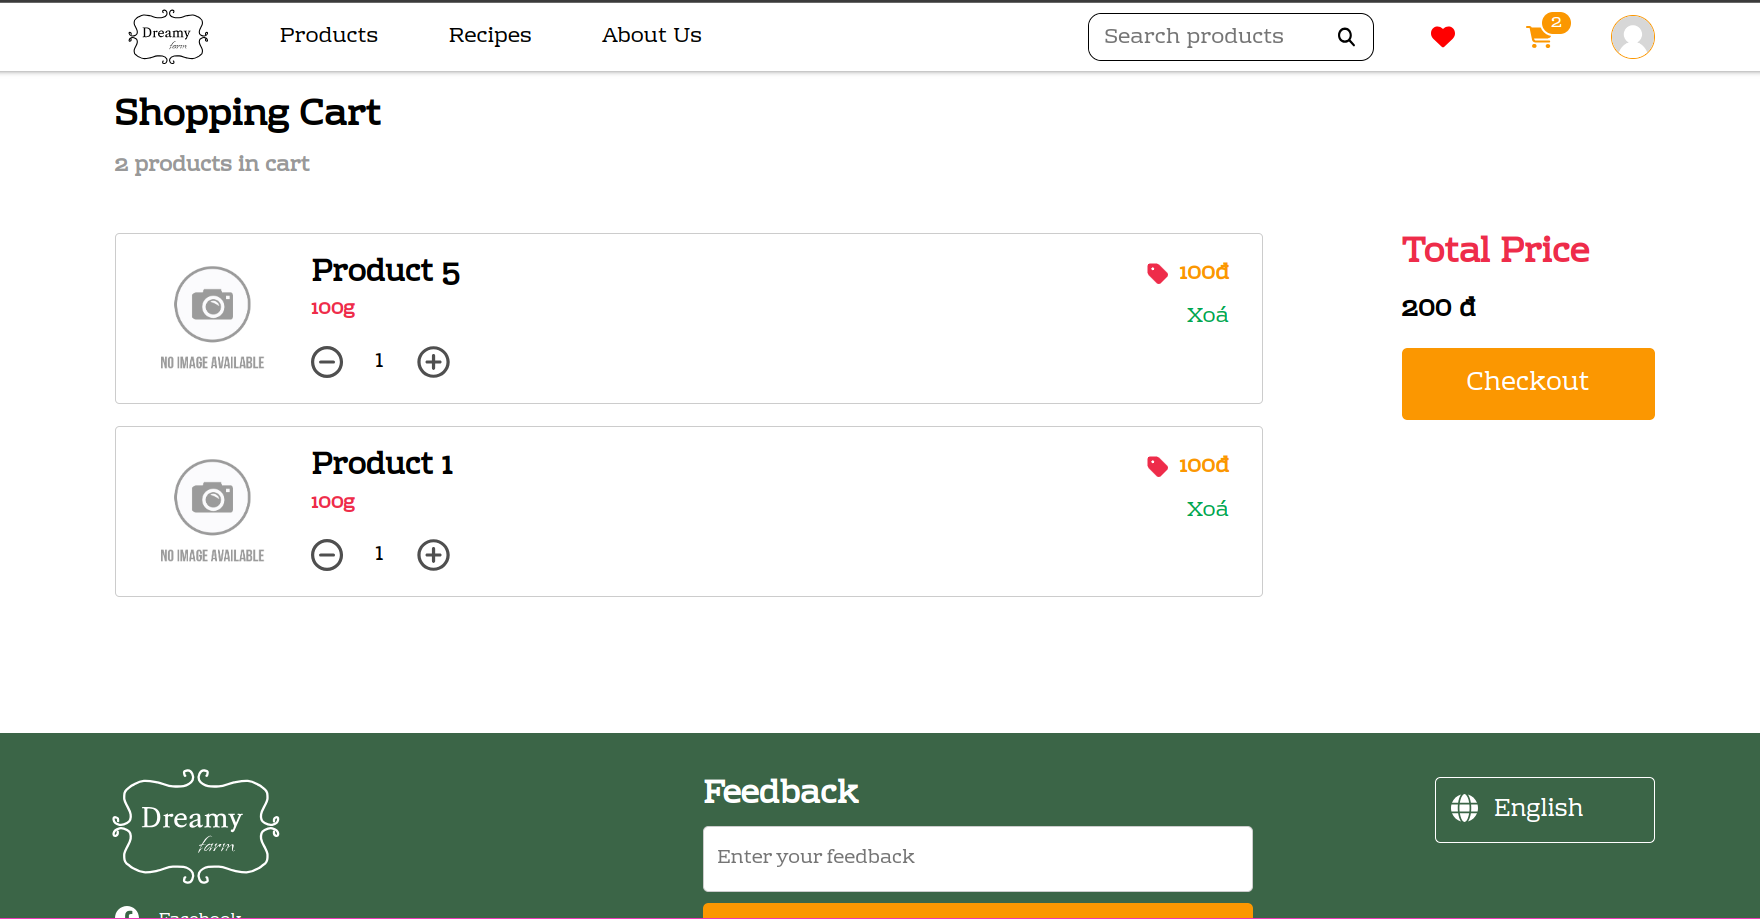 Dreamy
farm
Products
Recipes
About Us
Search products
2
Shopping Cart
2 products in cart
Product 5
100g
1
100đ
Xoá
NO IMAGE AVAILABLE
Product 1
100g
1
100đ
Xoá
NO IMAGE AVAILABLE
Total Price
200 đ
Checkout
Dreamy
farm
Facebook
Feedback
Enter your feedback
English